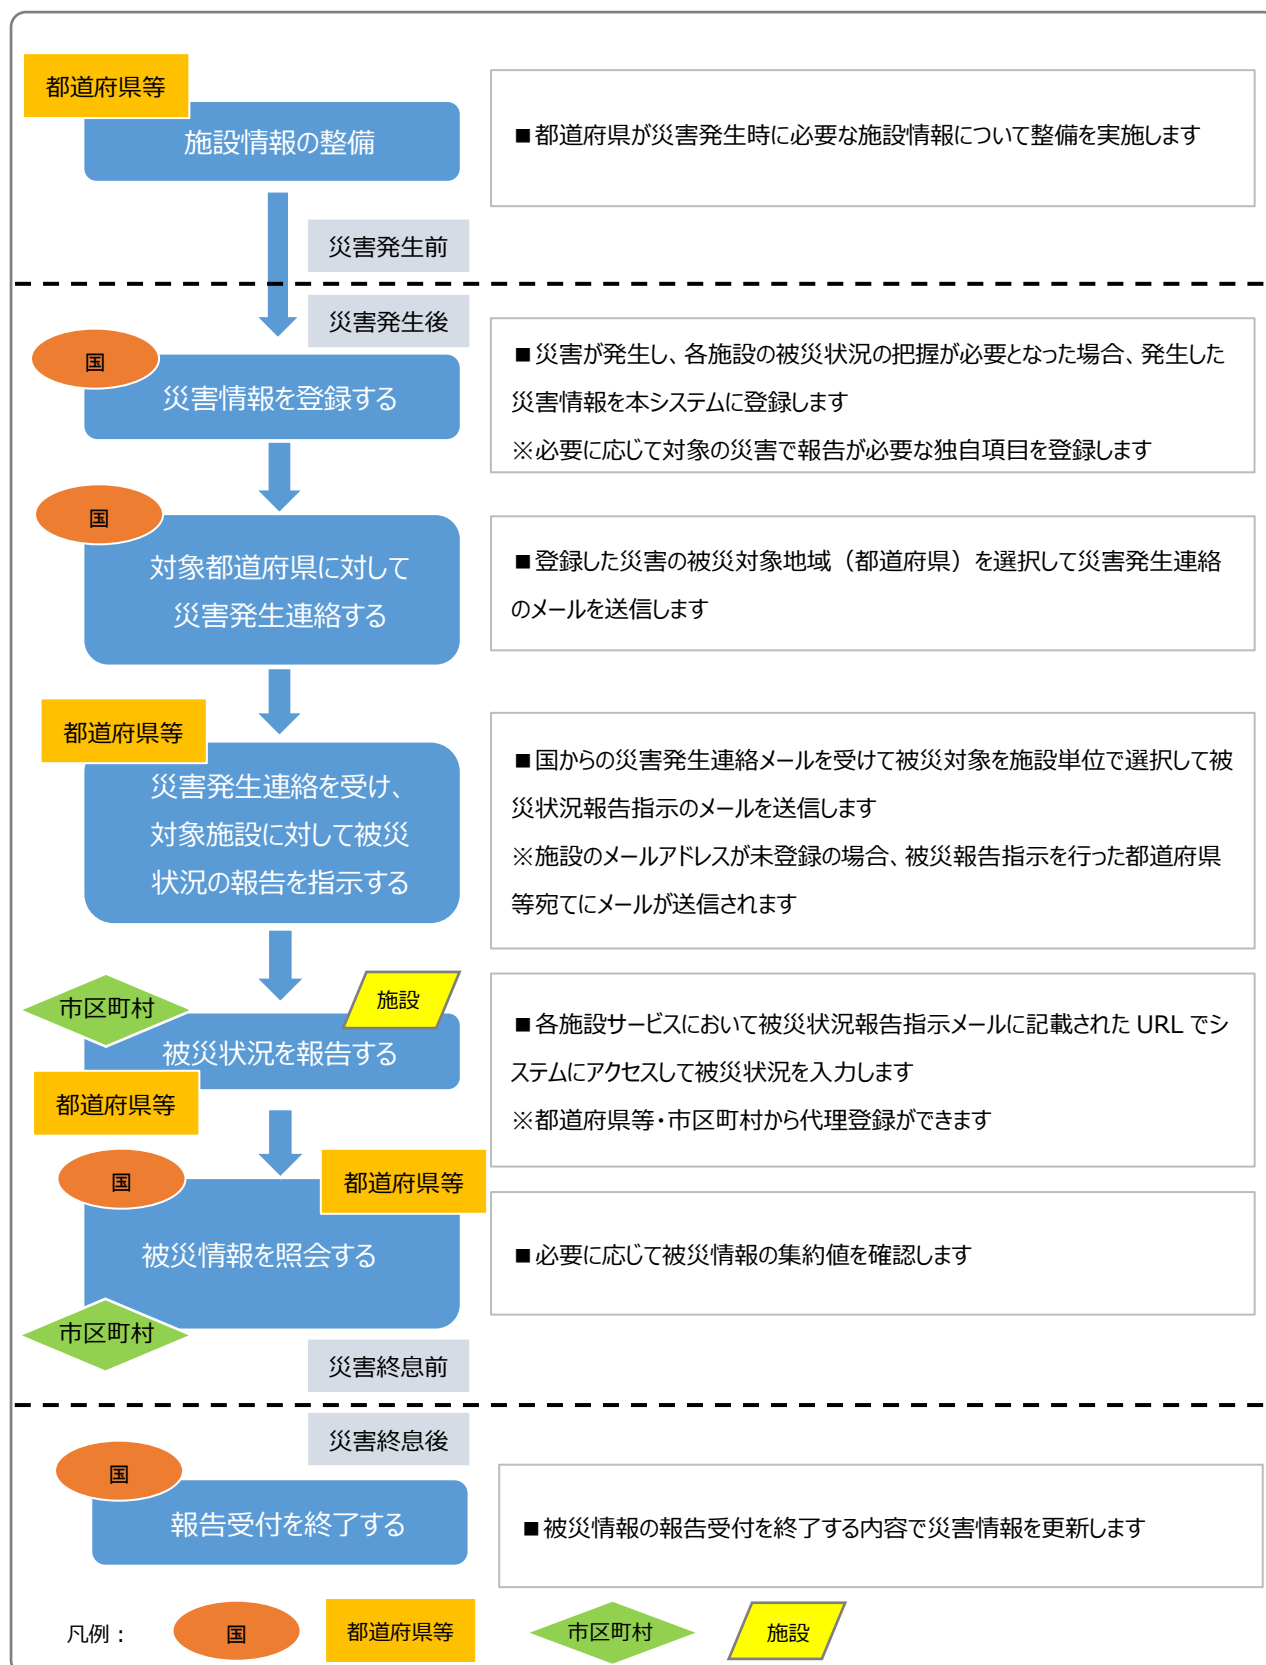 都道府県等
施設情報の整備
■都道府県が災害発生時に必要な施設情報について整備を実施します
災害発生前
災害発生後
国
災害情報を登録する
■災害が発生し、各施設の被災状況の把握が必要となった場合、発生した
災害情報を本システムに登録します
※必要に応じて対象の災害で報告が必要な独自項目を登録します
国
対象都道府県に対して
災害発生連絡する
■登録した災害の被災対象地域（都道府県）を選択して災害発生連絡
のメールを送信します
都道府県等
災害発生連絡を受け、
対象施設に対して被災
状況の報告を指示する
■国からの災害発生連絡メールを受けて被災対象を施設単位で選択して被
災状況報告指示のメールを送信します
※施設のメールアドレスが未登録の場合、被災報告指示を行った都道府県
等宛てにメールが送信されます
市区町村
施設
被災状況を報告する
都道府県等
■各施設サービスにおいて被災状況報告指示メールに記載された URL でシ
ステムにアクセスして被災状況を入力します
※都道府県等・市区町村から代理登録ができます
国
都道府県等
被災情報を照会する
市区町村
■必要に応じて被災情報の集約値を確認します
災害終息前
災害終息後
国
報告受付を終了する
■被災情報の報告受付を終了する内容で災害情報を更新します
凡例： 国 都道府県等 市区町村 施設